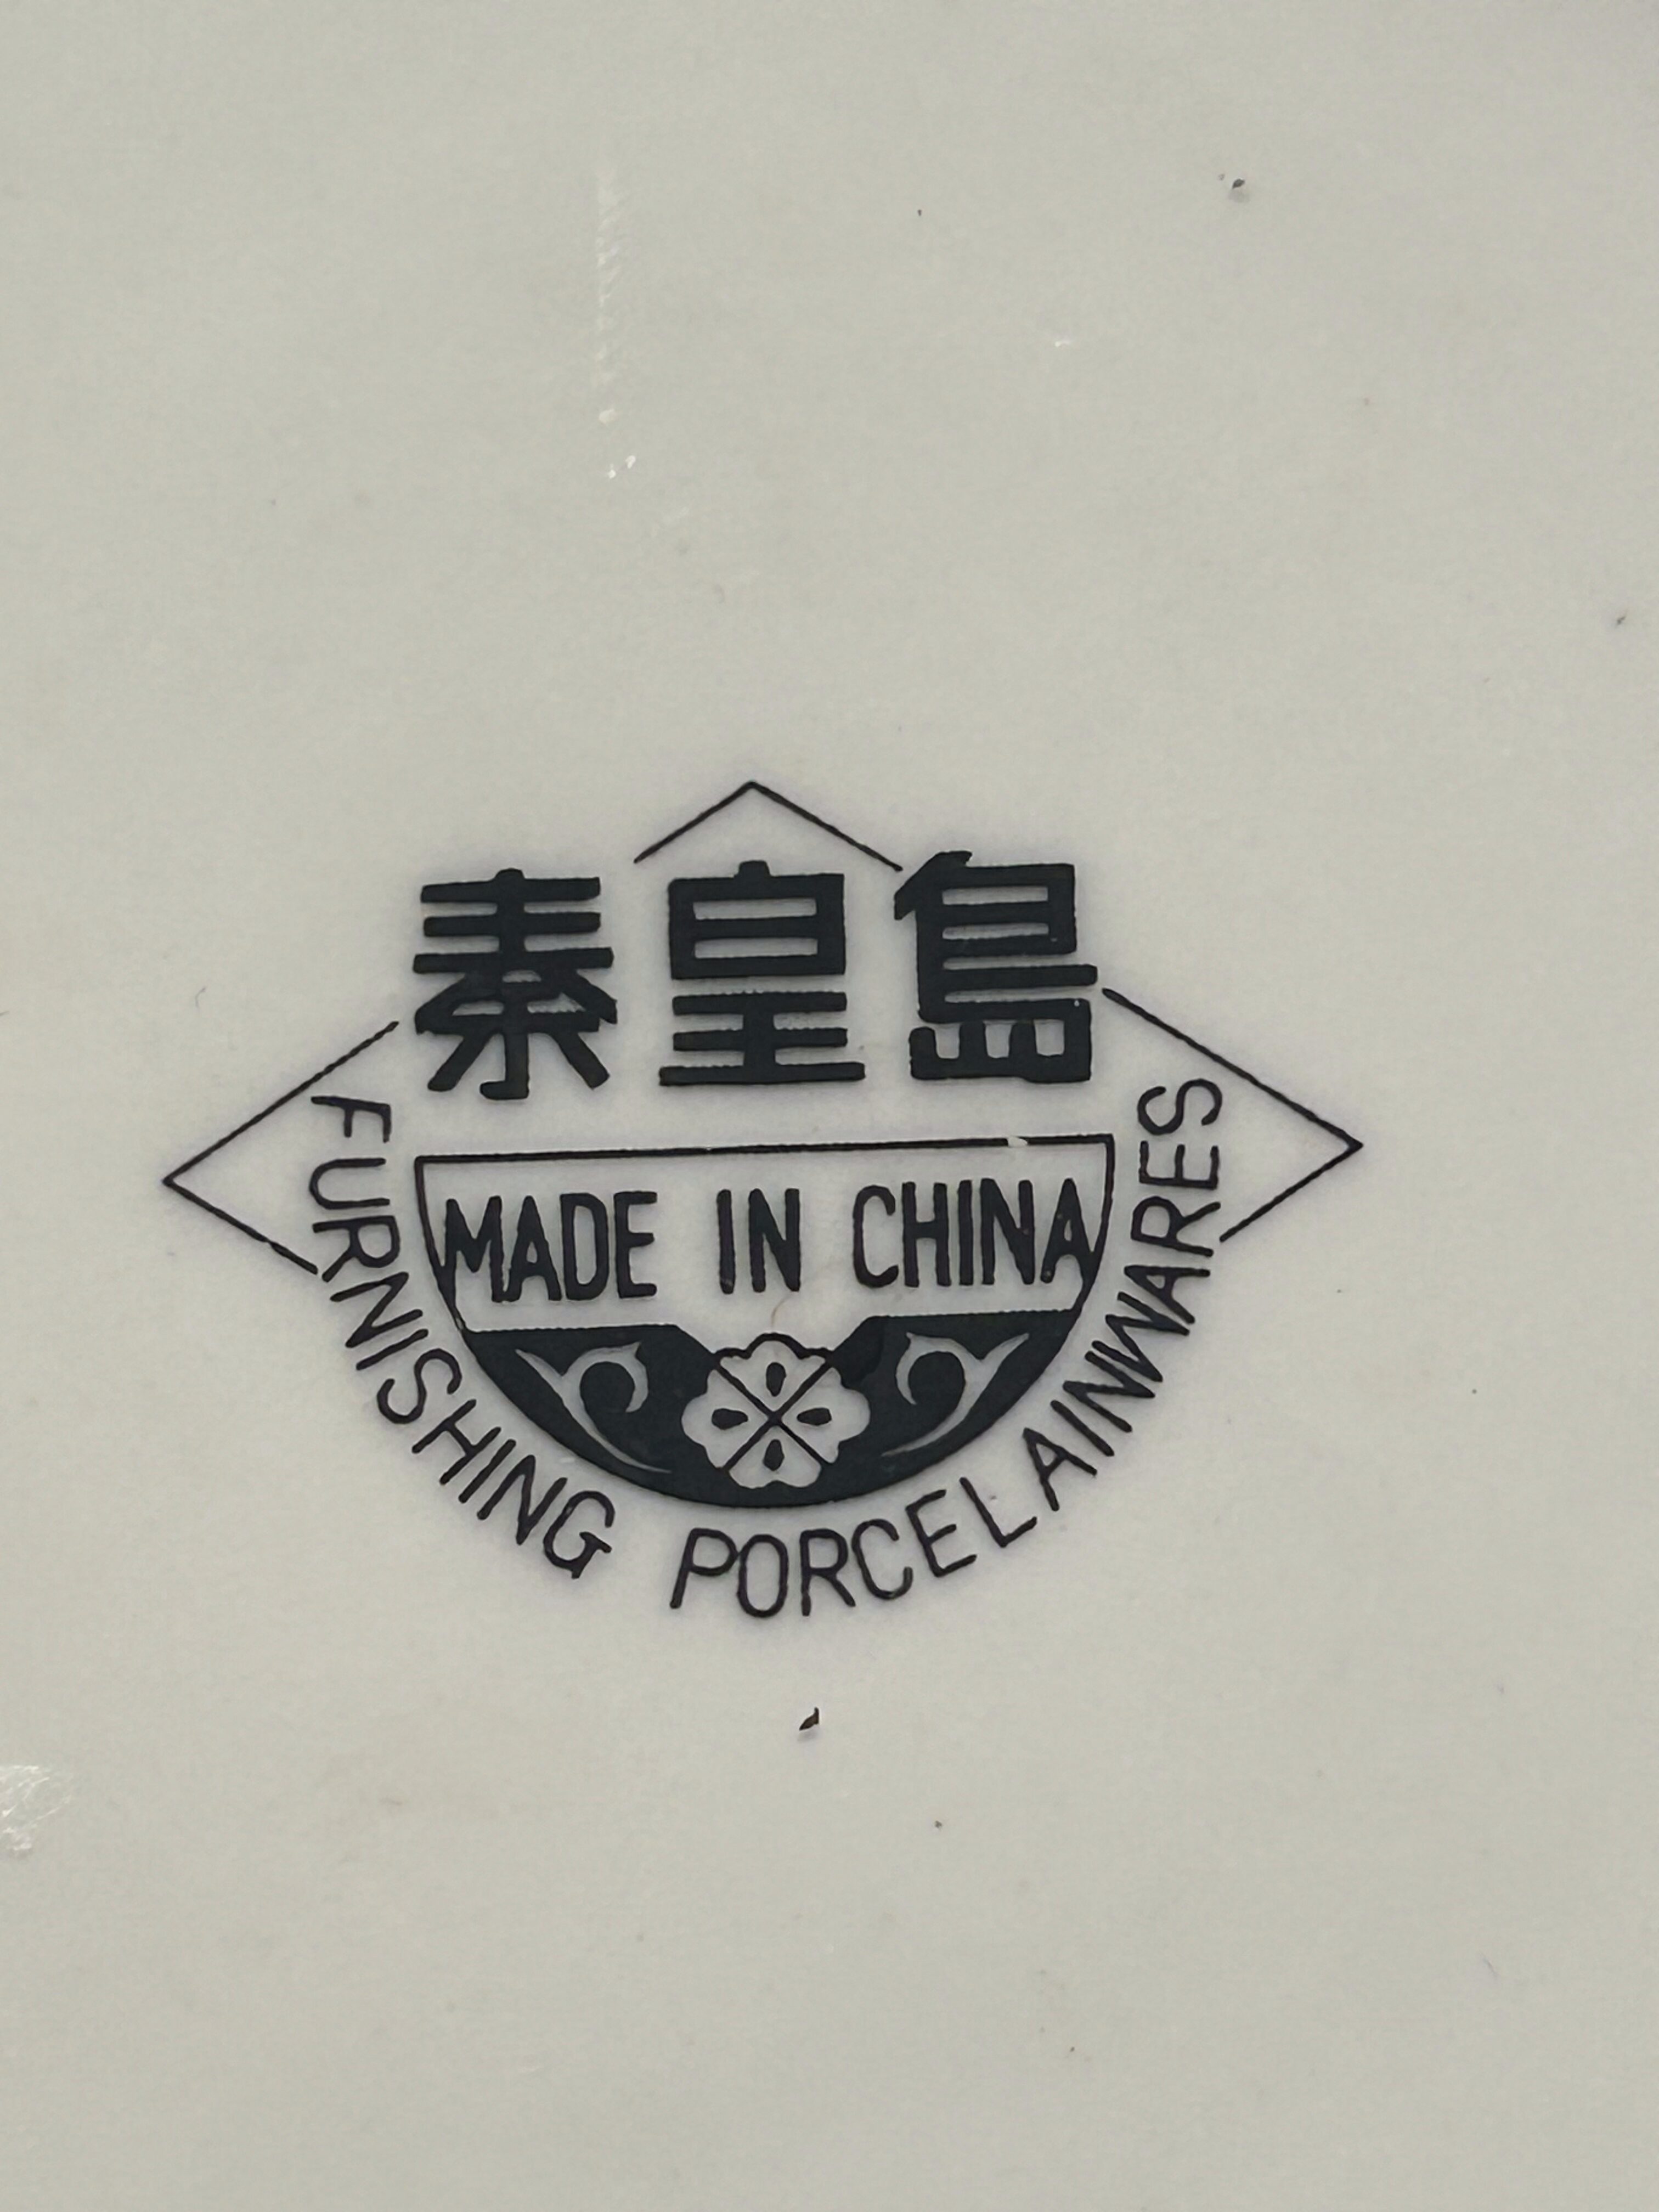 秦皇島
MADE IN CHINA
FURNISHING PORCELAINWARES